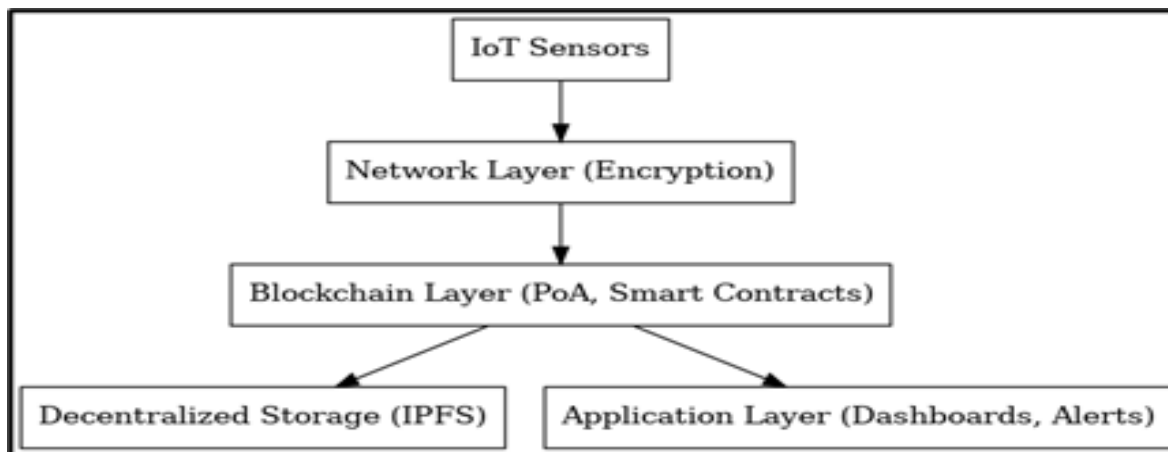 IoT Sensors
Network Layer (Encryption)
Blockchain Layer (PoA, Smart Contracts)
Decentralized Storage (IPFS)
Application Layer (Dashboards, Alerts)